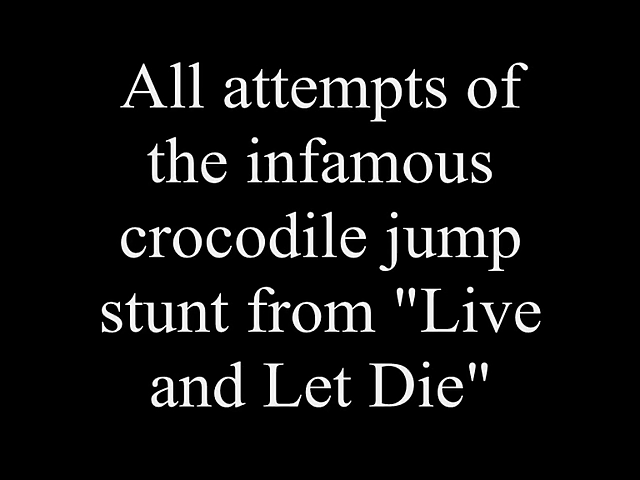 All attempts of
the infamous
crocodile jump
stunt from "Live
and Let Die"